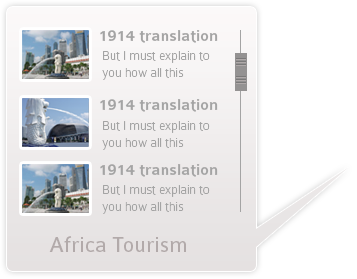 1914 translation
But I must explain to
you how all this
1914 translation
But I must explain to
you how all this
1914 translation
But I must explain to
you how all this
Africa Tourism